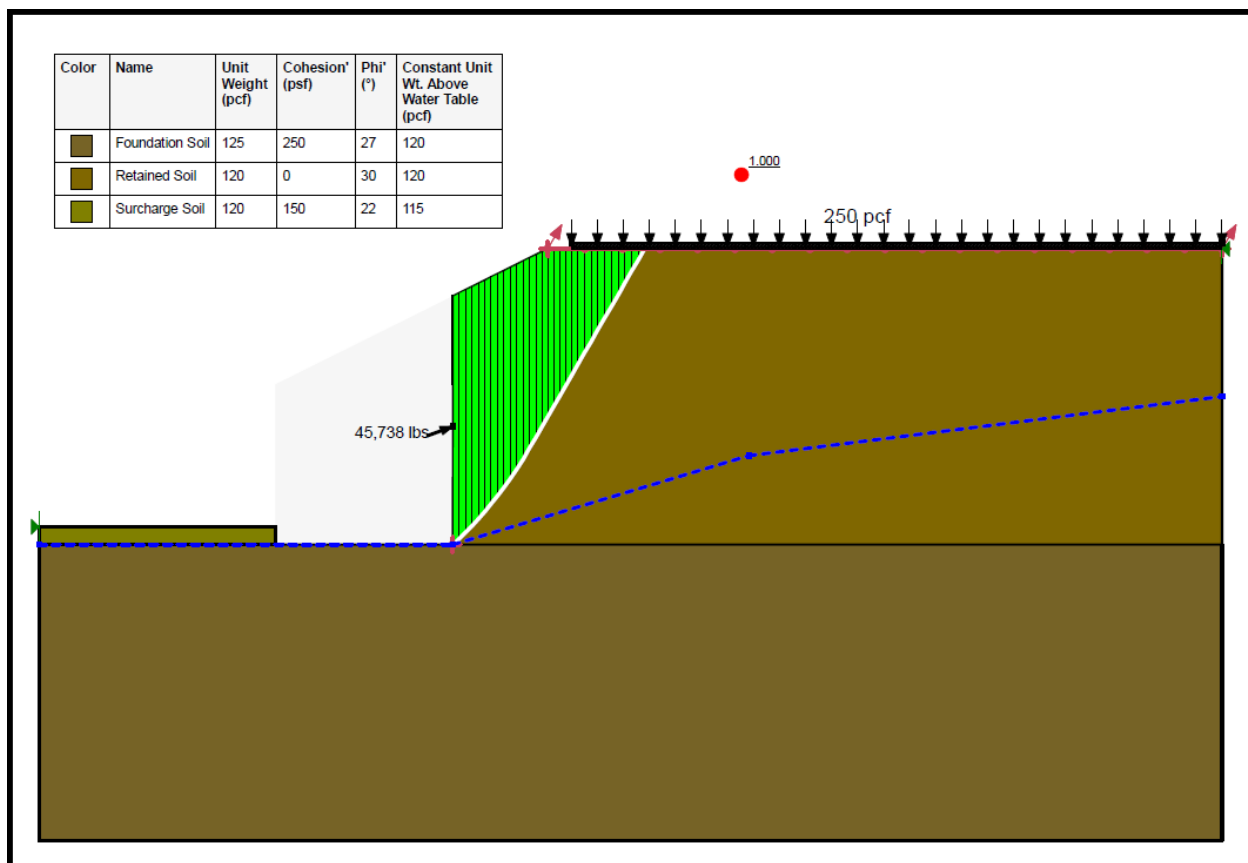 Color Name Unit Weight (pcf) Cohesion' (psf) Phi' (°) Constant Unit Wt. Above Water Table (pcf)
Foundation Soil 125 250 27 120
Retained Soil 120 0 30 120
Surcharge Soil 120 150 22 115
1.000
250 pcf
45,738 lbs